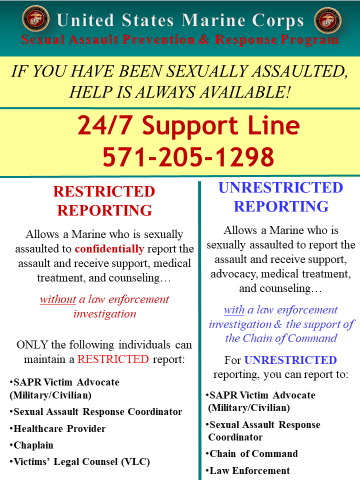 United States Marine Corps
Sexual Assault Prevention & Response Program
IF YOU HAVE BEEN SEXUALLY ASSAULTED,
HELP IS ALWAYS AVAILABLE!
24/7 Support Line
571-205-1298
RESTRICTED
REPORTING
Allows a Marine who is sexually
assaulted to confidentially report the
assault and receive support, medical
treatment, and counseling…
without a law enforcement
investigation
ONLY the following individuals can
maintain a RESTRICTED report:
•SAPR Victim Advocate
(Military/Civilian)
•Sexual Assault Response Coordinator
•Healthcare Provider
•Chaplain
•Victims' Legal Counsel (VLC)
UNRESTRICTED
REPORTING
Allows a Marine who is
sexually assaulted to report the
assault and receive support,
advocacy, medical treatment,
and counseling…
with a law enforcement
investigation & the support of
the Chain of Command
For UNRESTRICTED
reporting, you can report to:
•SAPR Victim Advocate
(Military/Civilian)
•Sexual Assault Response
Coordinator
•Chain of Command
•Law Enforcement